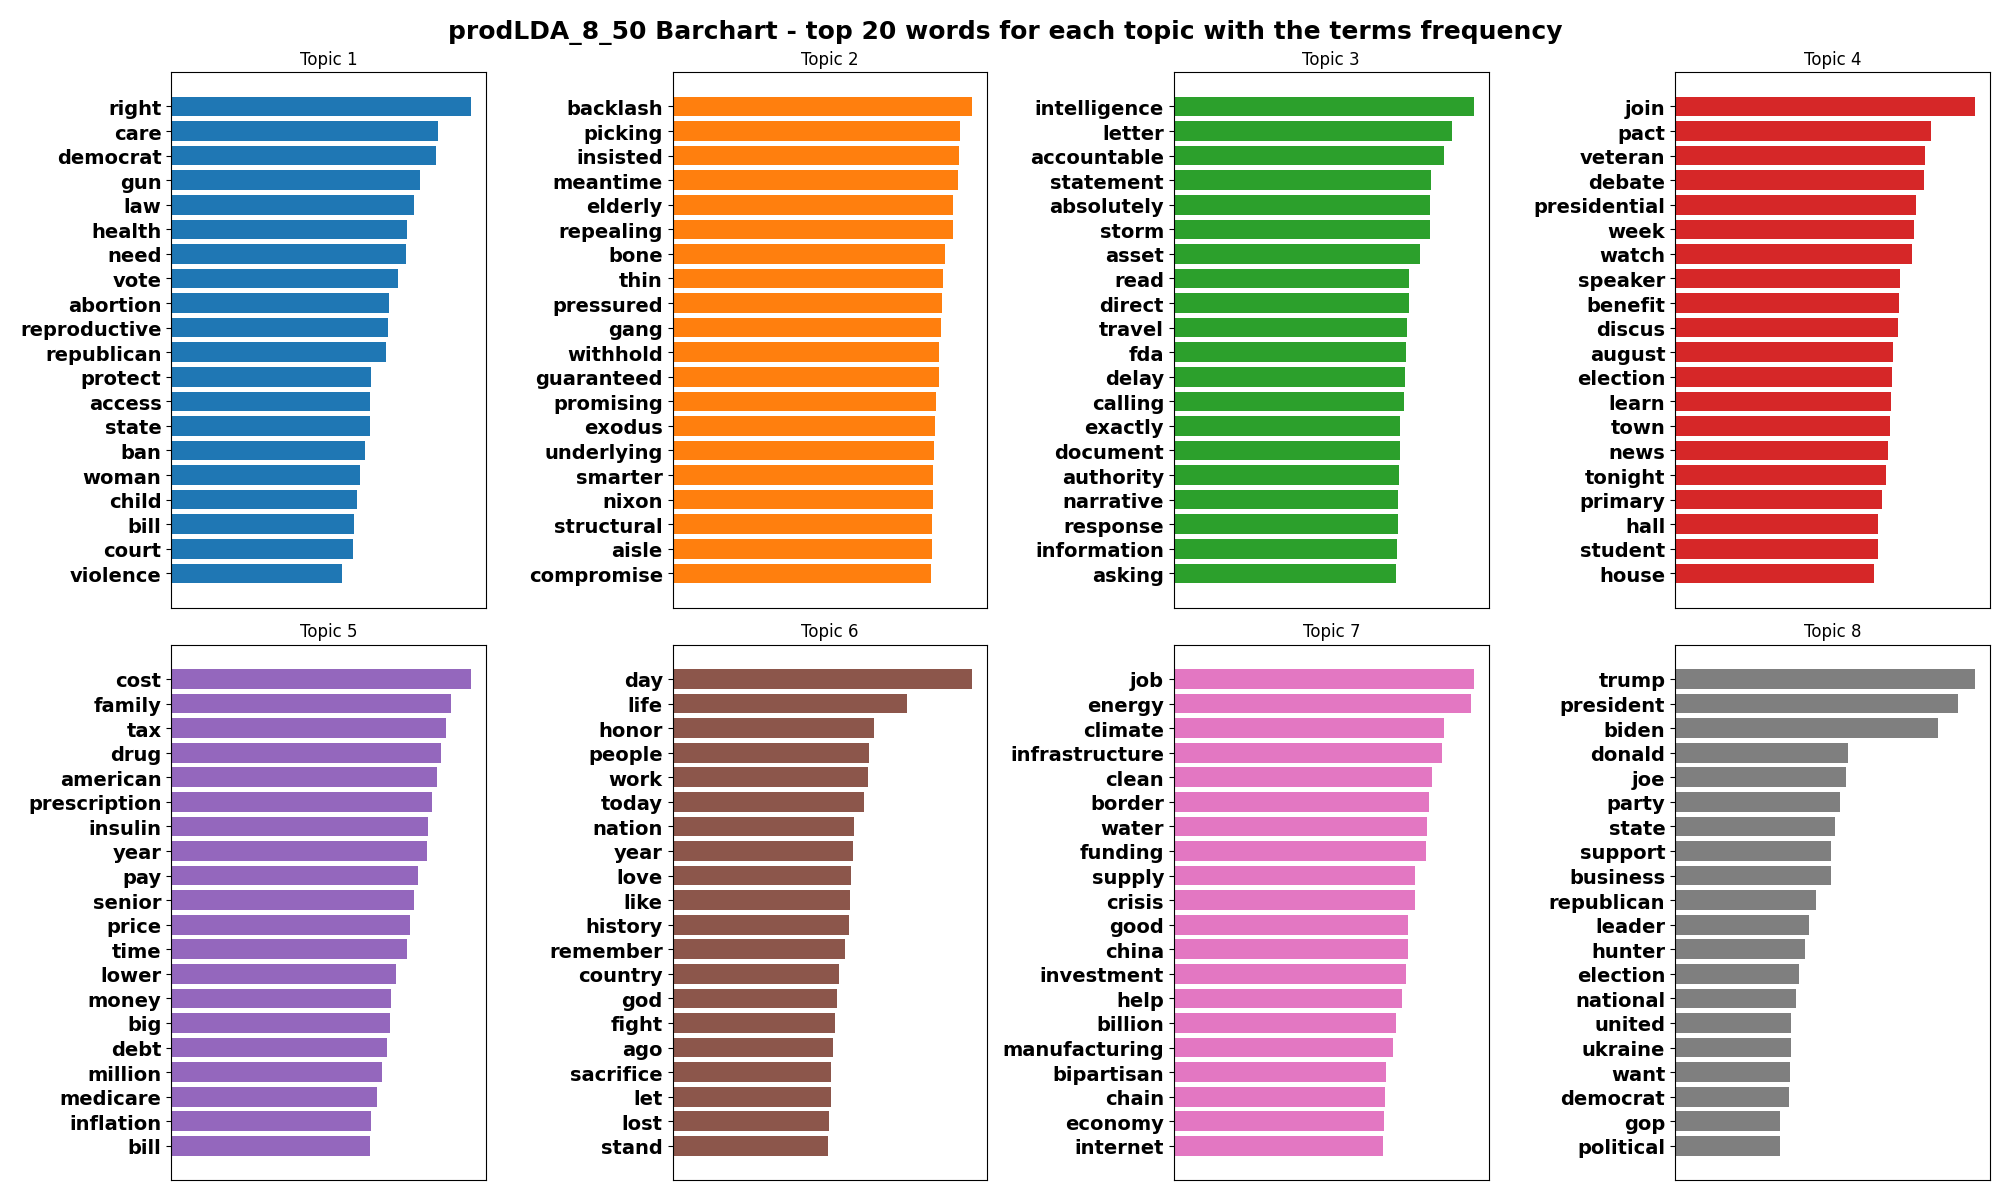 prodLDA_8_50 Barchart - top 20 words for each topic with the terms frequency
Topic 1
right
care
democrat
gun
law
health
need
vote
abortion
reproductive
republican
protect
access
state
ban
woman
child
bill
court
violence
Topic 2
backlash
picking
insisted
meantime
elderly
repealing
bone
thin
pressured
gang
withhold
guaranteed
promising
exodus
underlying
smarter
nixon
structural
aisle
compromise
Topic 3
intelligence
letter
accountable
statement
absolutely
storm
asset
read
direct
travel
fda
delay
calling
exactly
document
authority
narrative
response
information
asking
Topic 4
join
pact
veteran
debate
presidential
week
watch
speaker
benefit
discus
august
election
learn
town
news
tonight
primary
hall
student
house
Topic 5
cost
family
tax
drug
american
prescription
insulin
year
pay
senior
price
time
lower
money
big
debt
million
medicare
inflation
bill
Topic 6
day
life
honor
people
work
today
nation
year
love
like
history
remember
country
god
fight
ago
sacrifice
let
lost
stand
Topic 7
job
energy
climate
infrastructure
clean
border
water
funding
supply
crisis
good
china
investment
help
billion
manufacturing
bipartisan
chain
economy
internet
Topic 8
trump
president
biden
donald
joe
party
state
support
business
republican
leader
hunter
election
national
united
ukraine
want
democrat
gop
political